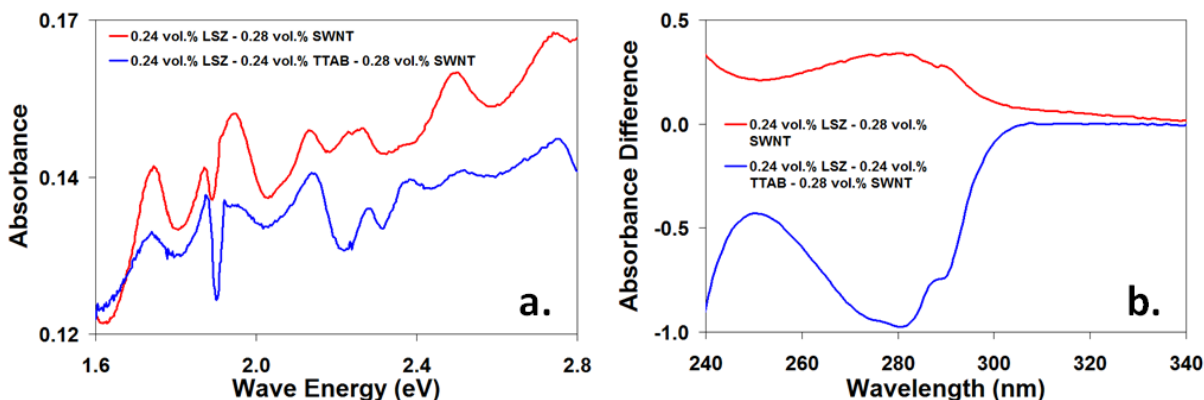 0.17
0.14
0.12
Absorbance
0.24 vol.% LSZ - 0.28 vol.% SWNT
0.24 vol.% LSZ - 0.24 vol.% TTAB - 0.28 vol.% SWNT
a.
1.6 2.0 2.4 2.8
Wave Energy (eV)
0.5
0.0
-0.5
-1.0
Absorbance Difference
0.24 vol.% LSZ - 0.28 vol.%
SWNT
0.24 vol.% LSZ - 0.24 vol.%
TTAB - 0.28 vol.% SWNT
b.
240 260 280 300 320 340
Wavelength (nm)